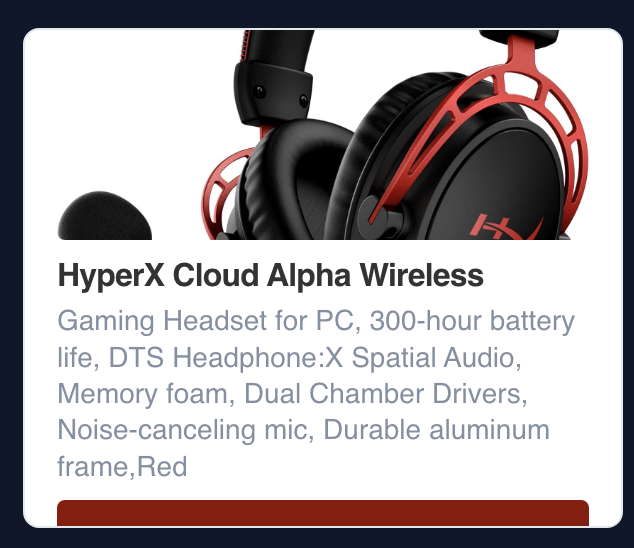 HyperX Cloud Alpha Wireless
Gaming Headset for PC, 300-hour battery
life, DTS Headphone:X Spatial Audio,
Memory foam, Dual Chamber Drivers,
Noise-canceling mic, Durable aluminum
frame,Red